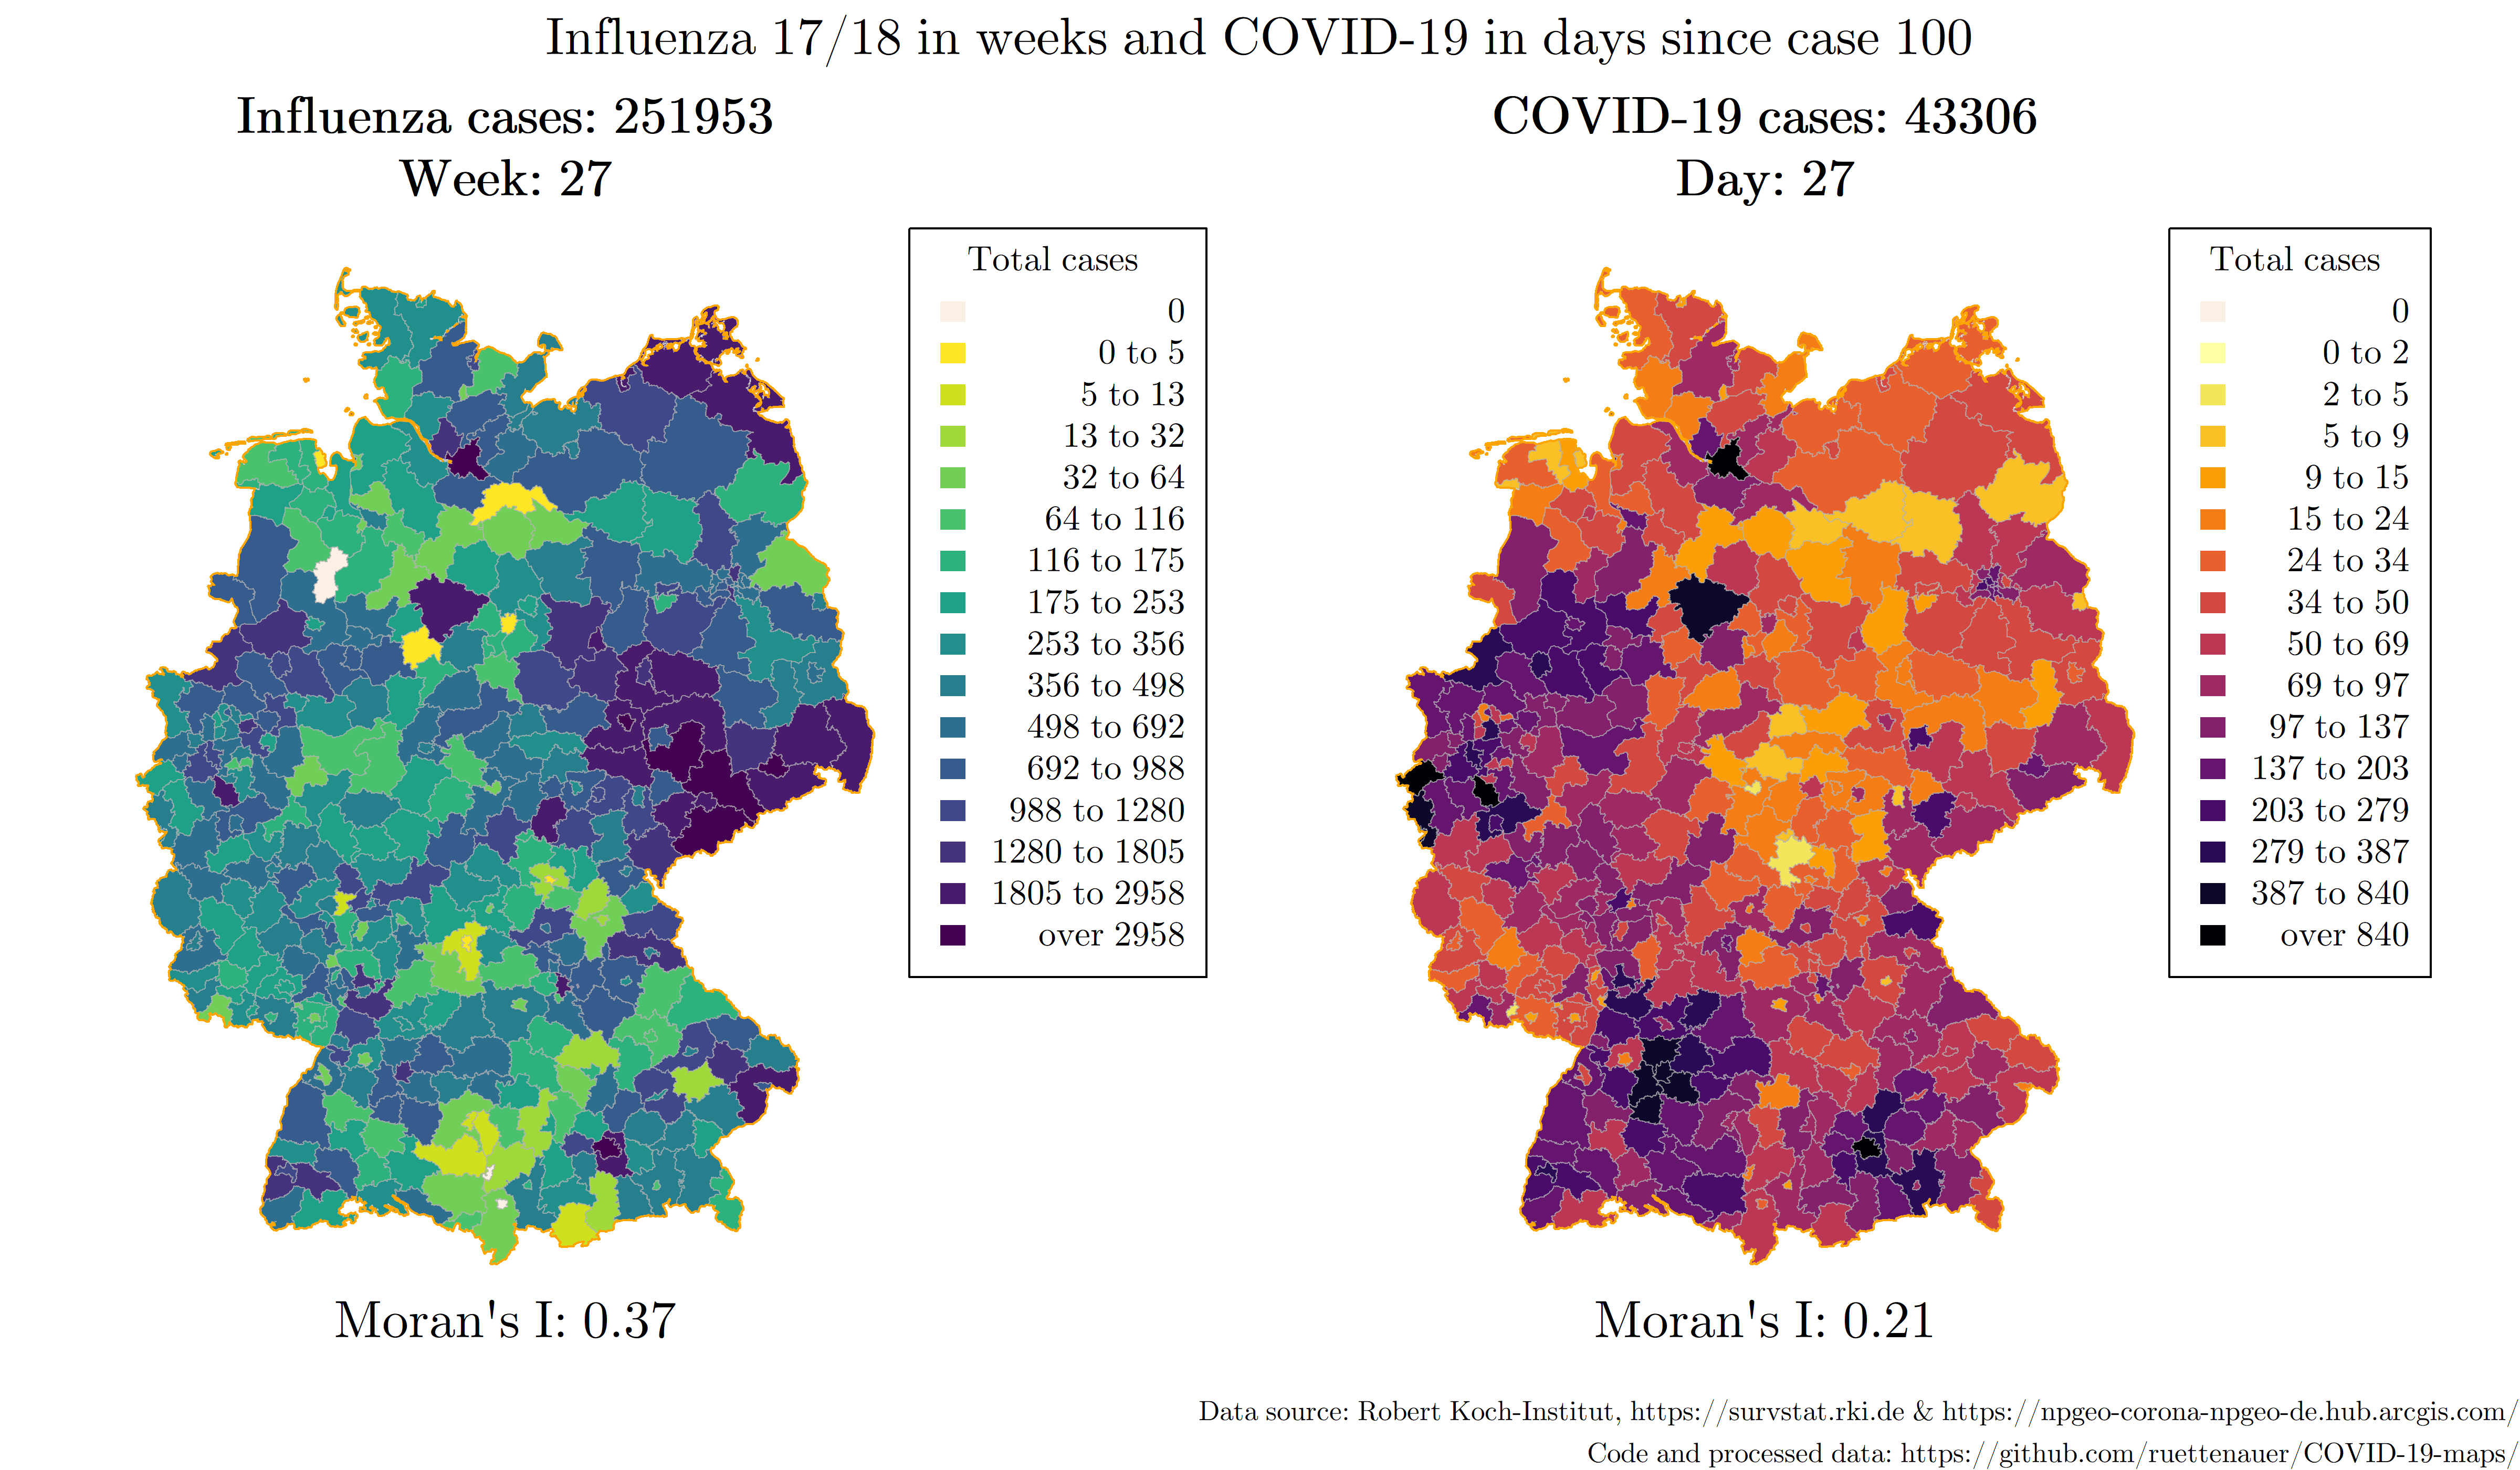 Influenza 17/18 in weeks and COVID-19 in days since case 100
Influenza cases: 251953
Week: 27
Total cases
0
0 to 5
5 to 13
13 to 32
32 to 64
64 to 116
116 to 175
175 to 253
253 to 356
356 to 498
498 to 692
692 to 988
988 to 1280
1280 to 1805
1805 to 2958
over 2958
Moran's I: 0.37
COVID-19 cases: 43306
Day: 27
Total cases
0
0 to 2
2 to 5
5 to 9
9 to 15
15 to 24
24 to 34
34 to 50
50 to 69
69 to 97
97 to 137
137 to 203
203 to 279
279 to 387
387 to 840
over 840
Moran's I: 0.21
Data source: Robert Koch-Institut, https://survstat.rki.de & https://npgeo-corona-npgeo-de.hub.arcgis.com/
Code and processed data: https://github.com/ruettenauer/COVID-19-maps/